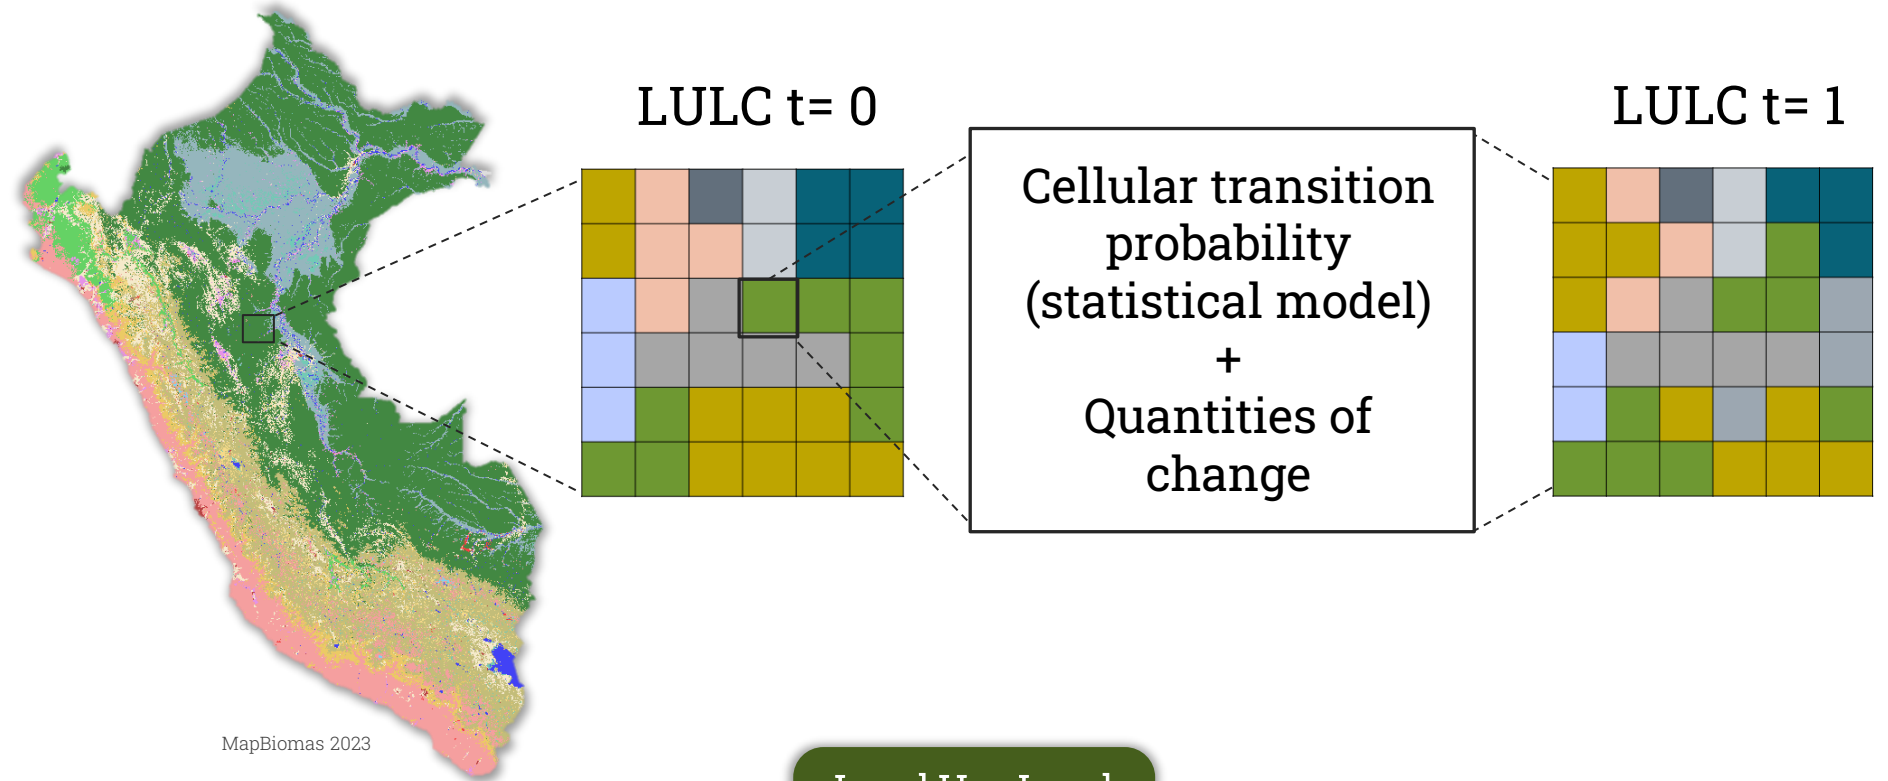 LULC t= 0
LULC t= 1
Cellular transition
probability
(statistical model)
+
Quantities of
change
MapBiomas 2023